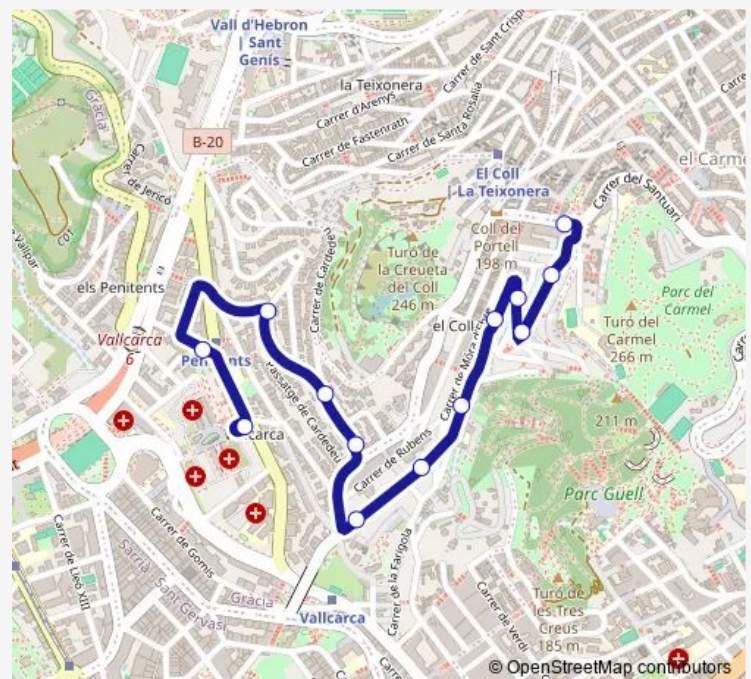 Vall d'Hebron
| Sant
Genís
la Teixonera
Carrer de Sant Crisp
Carrer d'Arenys
Carrer de Fastenrath
Carrer de Santa Rosalia
Gràcia
B-20
Carrer
de Jericó
el Carme
El Coll
| La Teixonera
Carrer del Santuari
Coll del
Portell
198 m
C01
Carrer de Cardedeu
Turó de
la Creueta
del Coll
246 m
els Penitents
Parc del
Carmel
Turó del
Carmel
266 m
el Coll
Carrer de Móra
Vallcarca
6
Passatge de Cardedeu
211 m
Carrer de Rubens
Parc Güell
Carrer de Gomis
Carrer de Lleó XIII
Sarrià - Sant Gervasi
Gràcia
Carrer de la Farigola
Vallcarca
Carrer de Verdi
Turó de
les Tres
Creus
185 m
© OpenStreetMap contributors